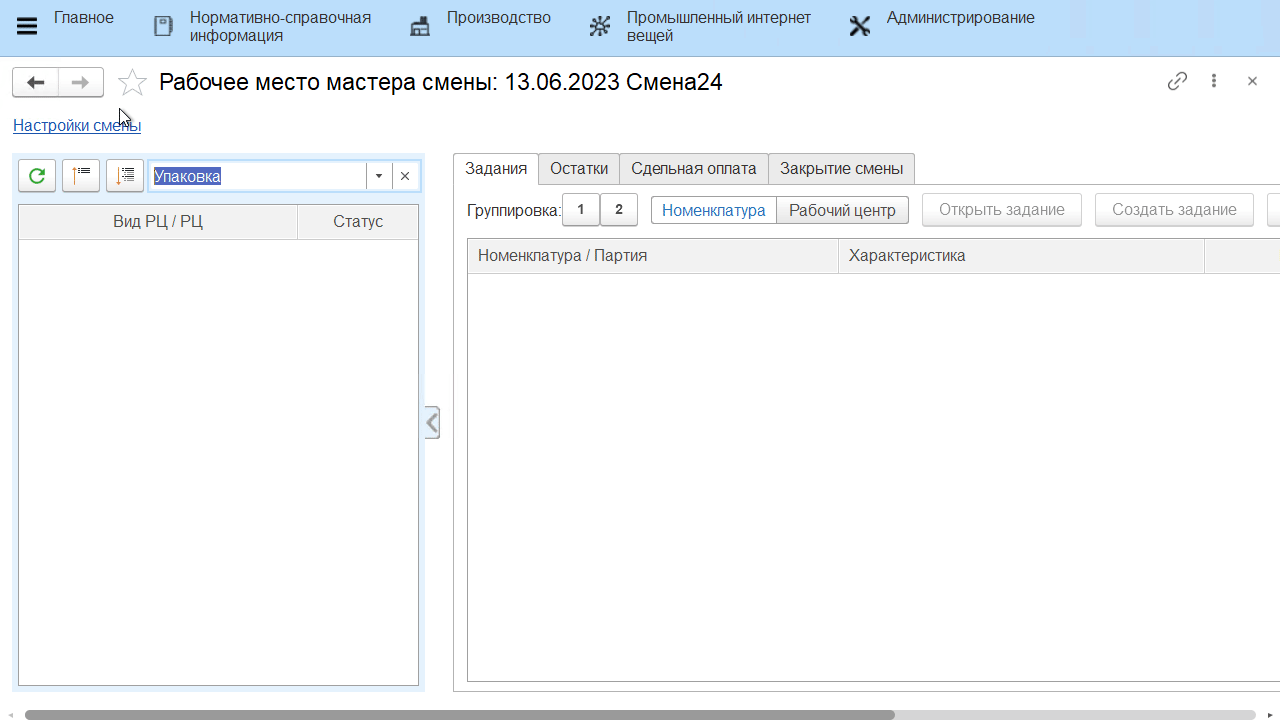 Главное
Нормативно-справочная
информация
Производство
Промышленный интернет
вещей
Администрирование
Рабочее место мастера смены: 13.06.2023 Смена24
Настройки смены
Упаковка
Вид РЦ / РЦ
Статус
Задания
Остатки
Сдельная оплата
Закрытие смены
Группировка:
1
2
Номенклатура
Рабочий центр
Открыть задание
Создать задание
Номенклатура / Партия
Характеристика